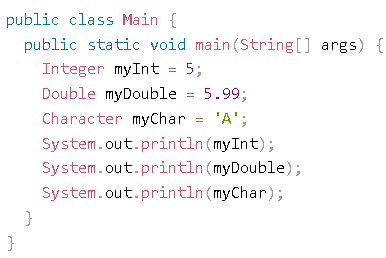 public class Main {
  public static void main(String[] args) {
    Integer myInt = 5;
    Double myDouble = 5.99;
    Character myChar = 'A';
    System.out.println(myInt);
    System.out.println(myDouble);
    System.out.println(myChar);
  }
}